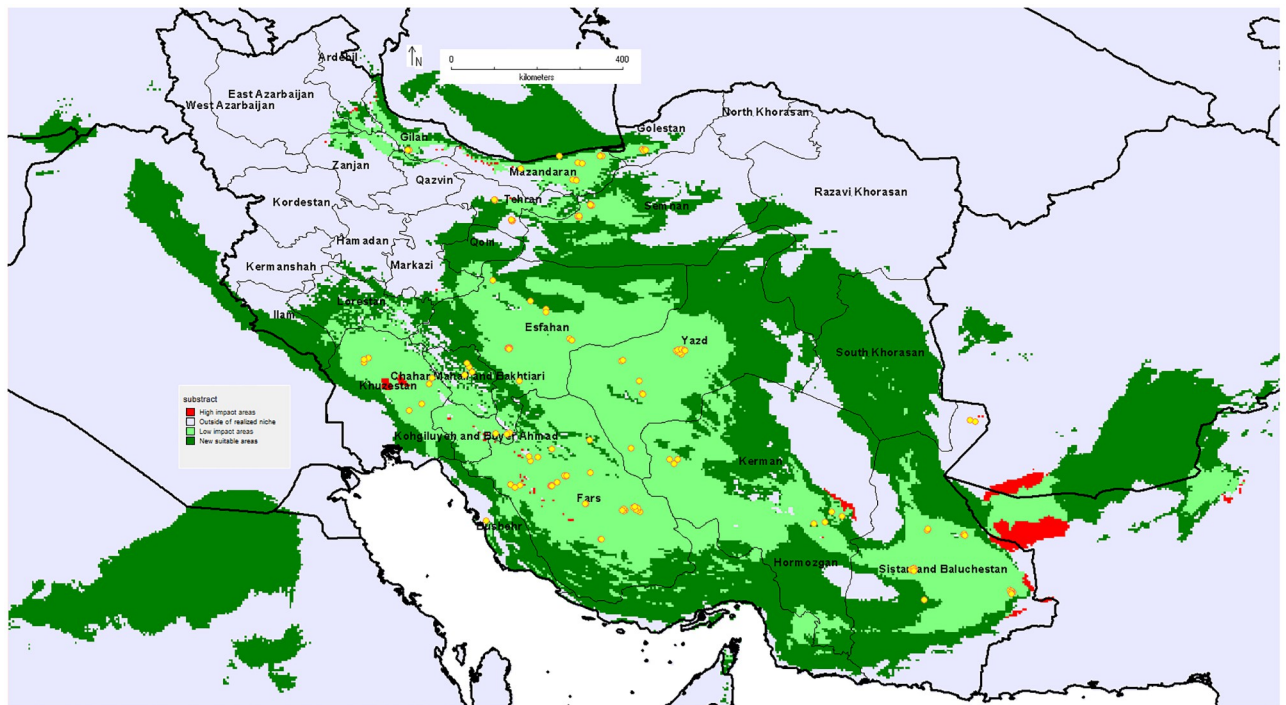 Ardebil
N
0 400
kilometers
East Azarbaijan
West Azarbaijan
North Khorasan
Golestan
Gilan
Zanjan
Mazandaran
Qazvin
Razavi Khorasan
Kordestan
Tehran
Semnan
Hamadan
Qom
Kermanshah
Markazi
Lorestan
Ilam
Esfahan
Yazd
South Khorasan
Chahar Mahall and Bakhtiari
Khuzestan
substract
High impact areas
Outside of realized niche
Low impact areas
New suitable areas
Kohgiluyeh and Buyer Ahmad
Kerman
Fars
Bushehr
Hormozgan
Sistan and Baluchestan